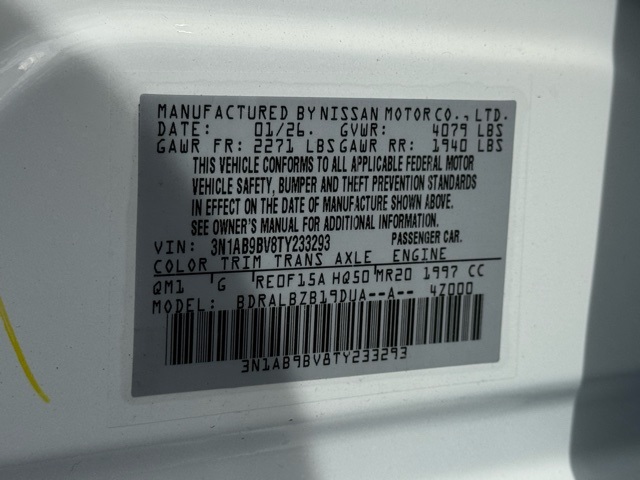 MANUFACTURED BY NISSAN MOTOR CO., LTD.
DATE: 01/26. GVWR: 4079 LBS
GAWR FR: 2271 LBS GAWR RR: 1940 LBS
THIS VEHICLE CONFORMS TO ALL APPLICABLE FEDERAL MOTOR
VEHICLE SAFETY, BUMPER AND THEFT PREVENTION STANDARDS
IN EFFECT ON THE DATE OF MANUFACTURE SHOWN ABOVE.
SEE OWNER'S MANUAL FOR ADDITIONAL INFORMATION.
VIN: 3N1AB9BV8TY233293 PASSENGER CAR.
COLOR TRIM TRANS AXLE ENGINE
QM1 G RE0F15A HQ50 MR20 1997 CC
MODEL: BDRALBZB19DUA--A-- 4Z000
3N1AB9BV8TY233293